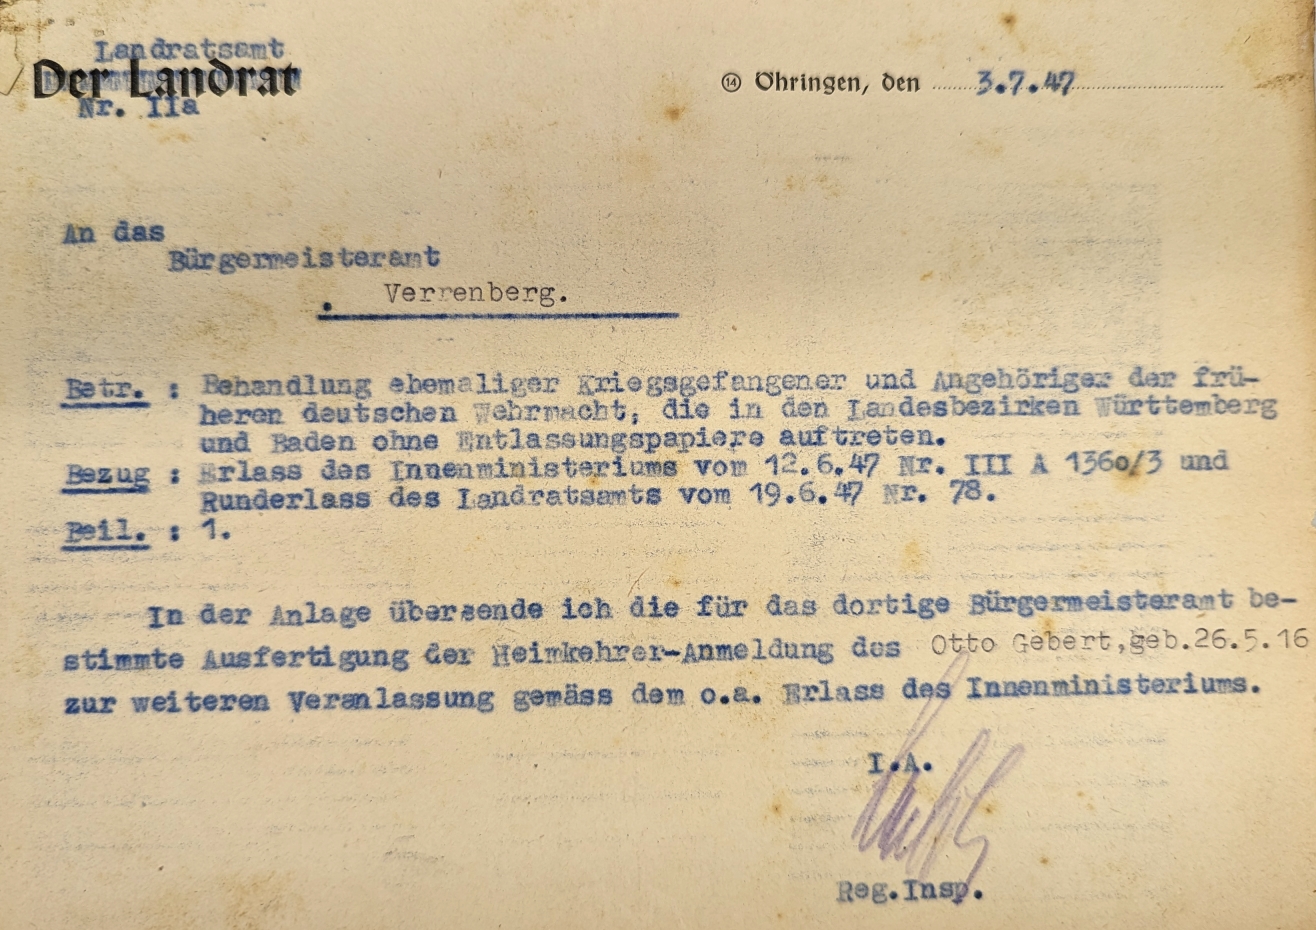 Landratsamt
Der Landrat
Nr. IIa
14 Öhringen, den 3.7.47
An das
Bürgermeisteramt
Verrenberg.
Betr. : Behandlung ehemaliger Kriegsgefangener und Angehöriger der frü-
heren deutschen Wehrmacht, die in den Landesbezirken Württemberg
und Baden ohne Entlassungspapiere auftreten.
Bezug : Erlass des Innenministeriums vom 12.6.47 Nr. III A 136o/3 und
Runderlass des Landratsamts vom 19.6.47 Nr. 78.
Beil. : 1.
In der Anlage übersende ich die für das dortige Bürgermeisteramt be-
stimmte Ausfertigung der Heimkehrer-Anmeldung des Otto Gebert,geb.26.5.16
zur weiteren Veranlassung gemäss dem o.a. Erlass des Innenministeriums.
I.A.
Reg.Insp.